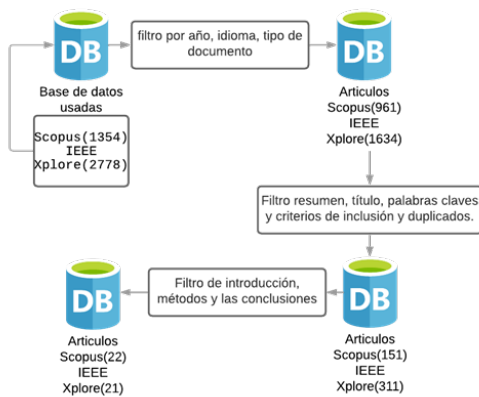 DB
Base de datos
usadas
Scopus(1354)
IEEE
Xplore(2778)
filtro por año, idioma, tipo de
documento
DB
Articulos
Scopus(961)
IEEE
Xplore(1634)
Filtro resumen, título, palabras claves
y criterios de inclusión y duplicados.
DB
Articulos
Scopus(151)
IEEE
Xplore(311)
Filtro de introducción,
métodos y las conclusiones
DB
Articulos
Scopus(22)
IEEE
Xplore(21)